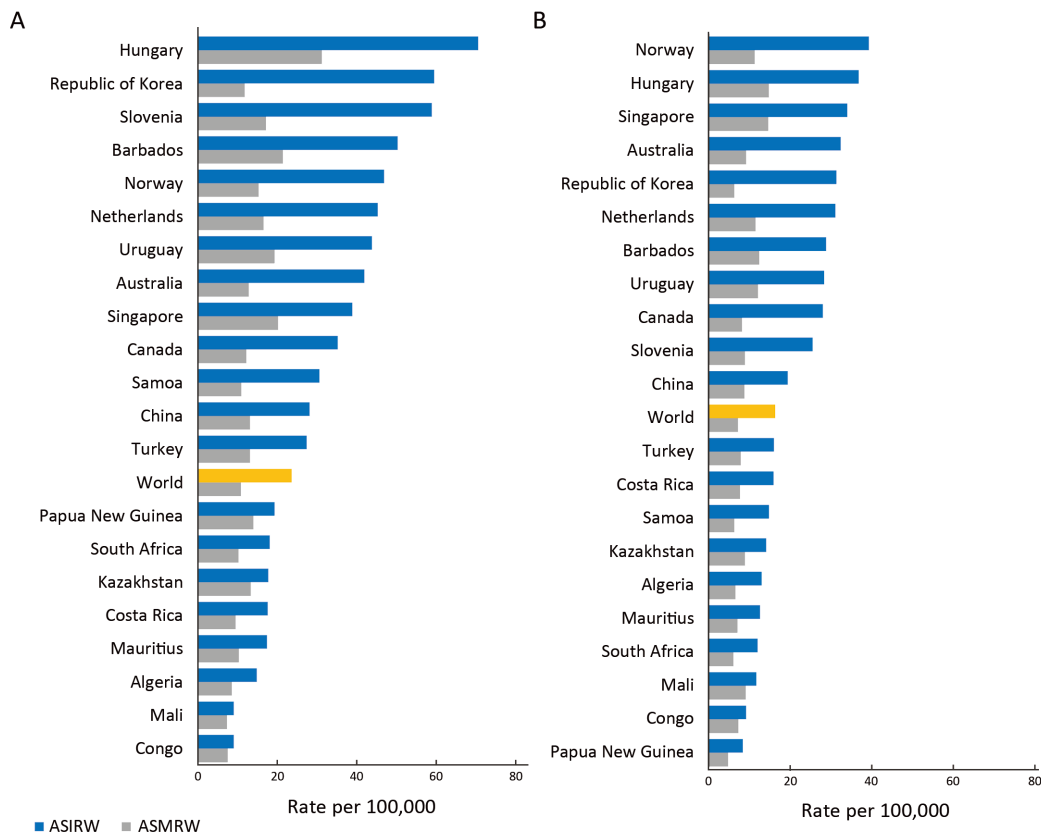 A
Hungary
Republic of Korea
Slovenia
Barbados
Norway
Netherlands
Uruguay
Australia
Singapore
Canada
Samoa
China
Turkey
World
Papua New Guinea
South Africa
Kazakhstan
Costa Rica
Mauritius
Algeria
Mali
Congo
0 20 40 60 80
Rate per 100,000
B
Norway
Hungary
Singapore
Australia
Republic of Korea
Netherlands
Barbados
Uruguay
Canada
Slovenia
China
World
Turkey
Costa Rica
Samoa
Kazakhstan
Algeria
Mauritius
South Africa
Mali
Congo
Papua New Guinea
0 20 40 60 80
Rate per 100,000
ASIRW ASMRW